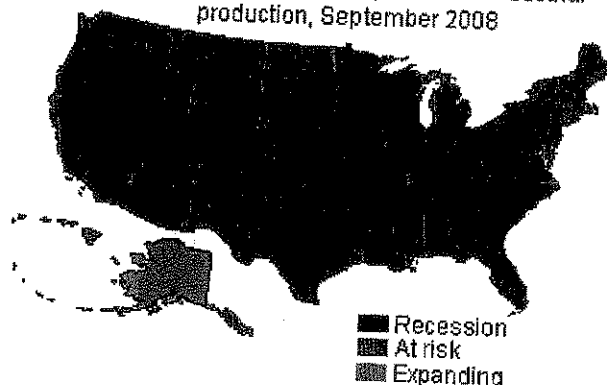 production, September 2008
Recession
At risk
Expanding